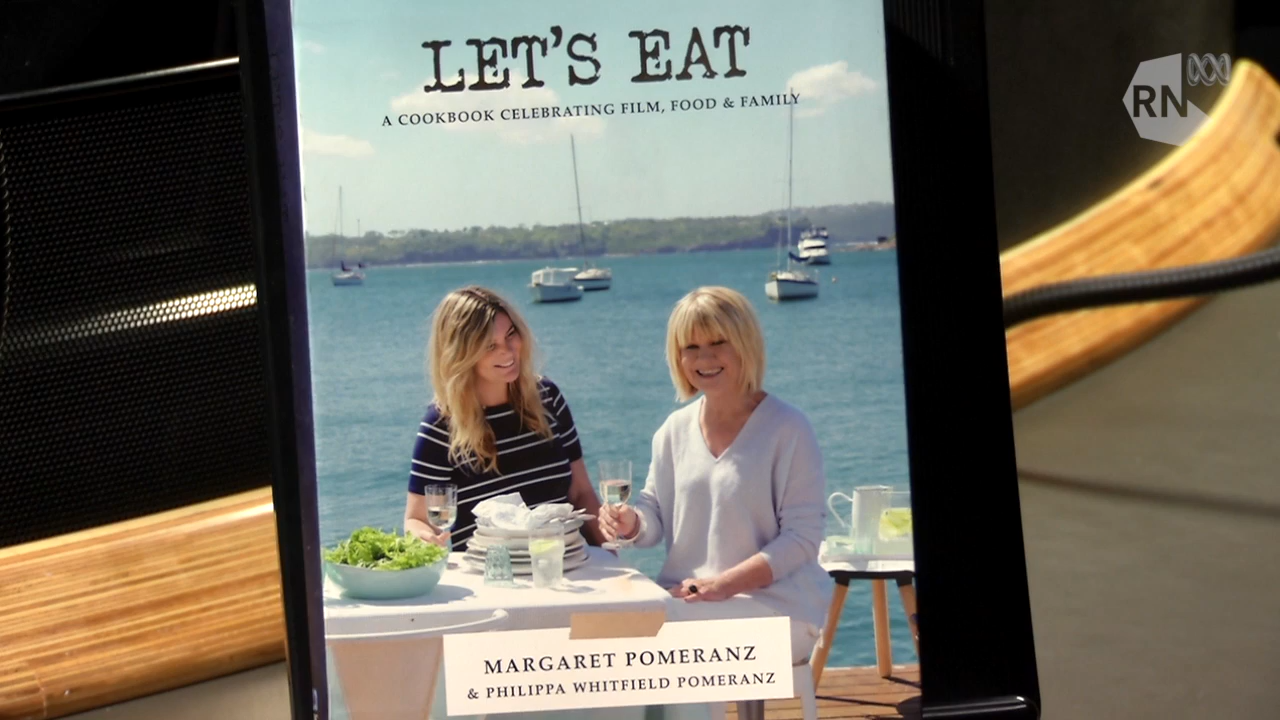 LET'S EAT
A COOKBOOK CELEBRATING FILM, FOOD & FAMILY
RN
MARGARET POMERANZ
& PHILIPPA WHITFIELD POMERANZ